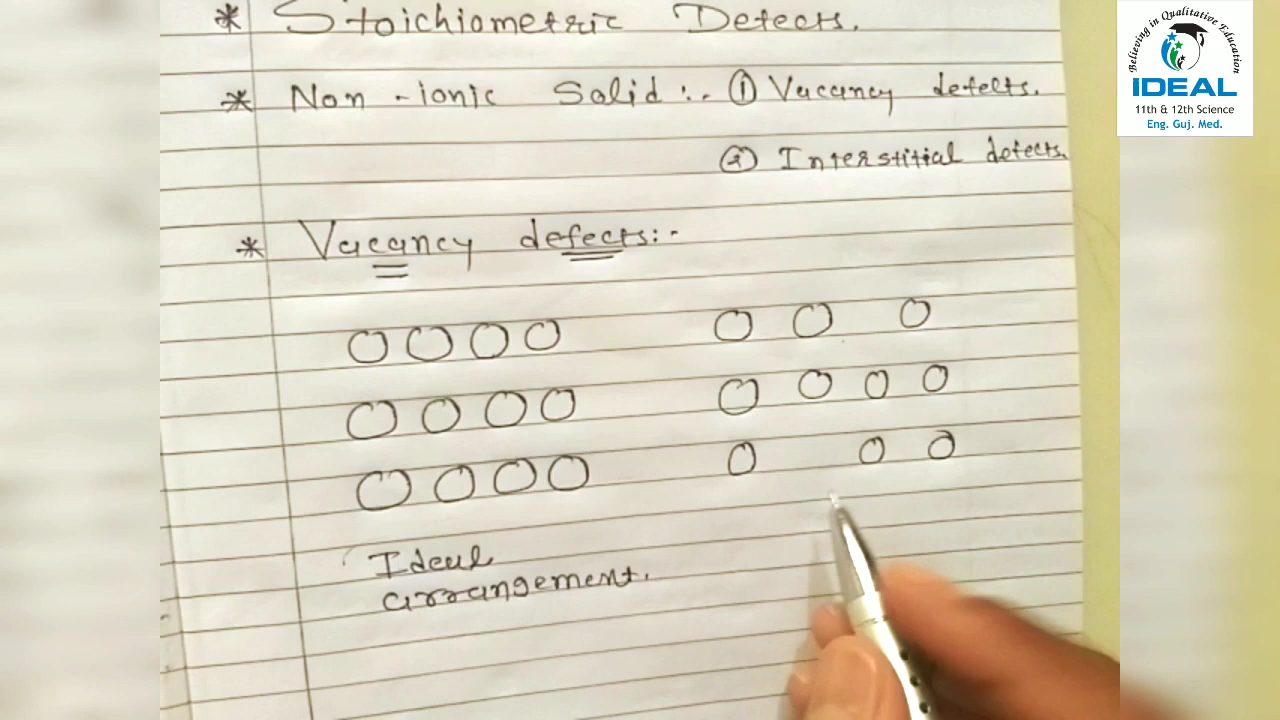 * Stoichiometric Defects.
* Non-ionic Solid :- ① Vacancy defects.
② Interstitial defects.
* Vacancy defects:-
Ideal
arrangement.
Believing in Qualitative Education
IDEAL
11th & 12th Science
Eng. Guj. Med.